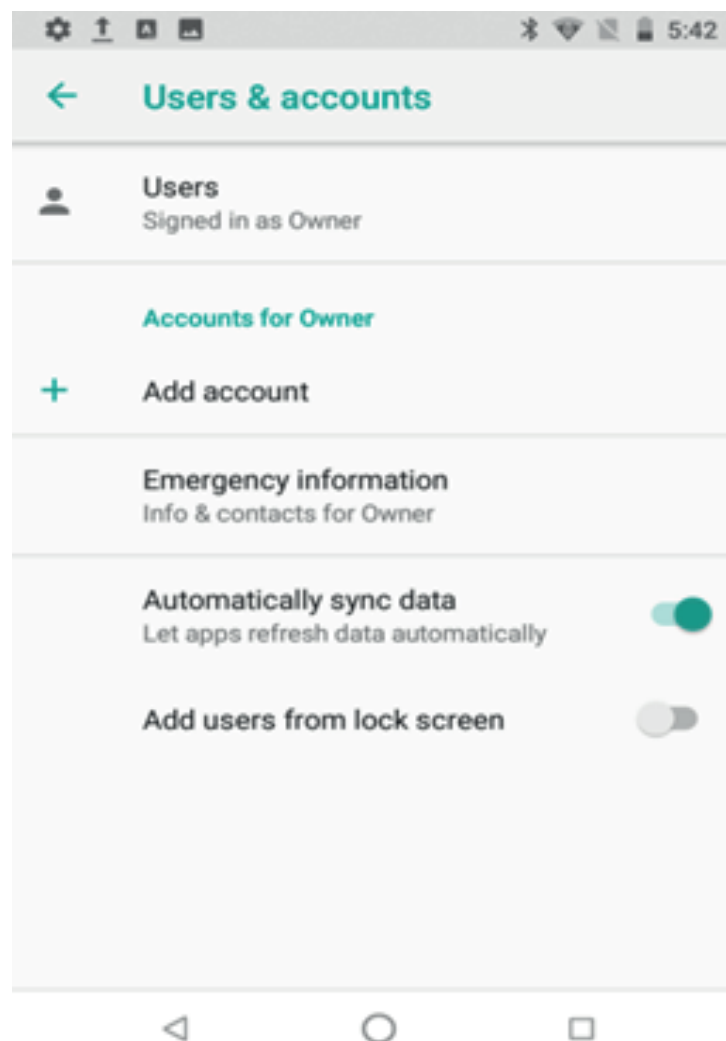 5:42
Users & accounts
Users
Signed in as Owner
Accounts for Owner
Add account
Emergency information
Info & contacts for Owner
Automatically sync data
Let apps refresh data automatically
Add users from lock screen